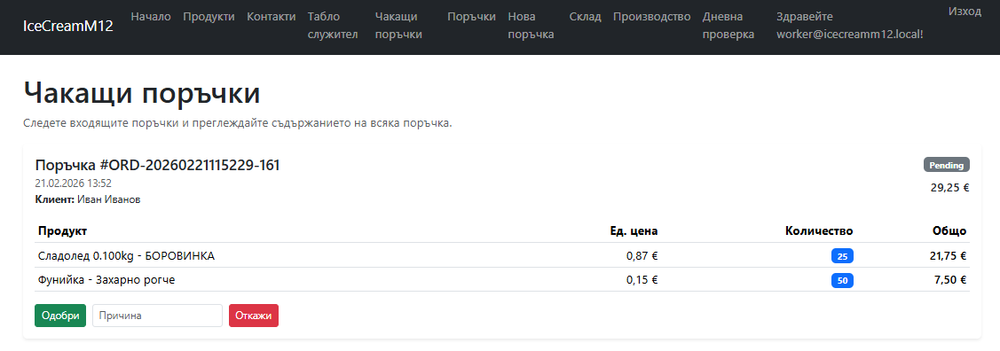 IceCreamM12 Начало Продукти Контакти Табло служител Чакащи поръчки Поръчки Нова поръчка Склад Производство Дневна проверка Здравейте worker@icecreamm12.local! Изход
Чакащи поръчки
Следете входящите поръчки и преглеждайте съдържанието на всяка поръчка.
Поръчка #ORD-20260221115229-161 Pending
21.02.2026 13:52 29,25 €
Клиент: Иван Иванов
Продукт Ед. цена Количество Общо
Сладолед 0.100kg - БОРОВИНКА 0,87 € 25 21,75 €
Фунийка - Захарно рогче 0,15 € 50 7,50 €
Одобри Причина Откажи